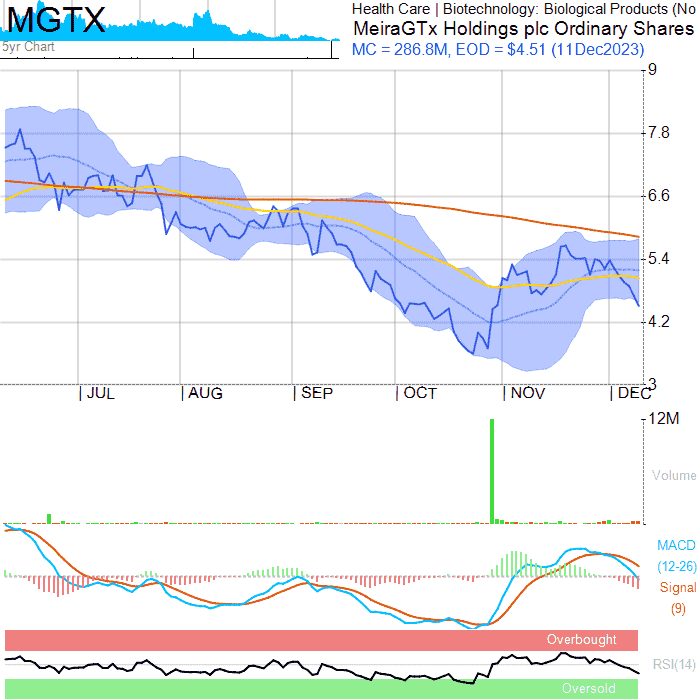 MGTX
5yr Chart
Health Care | Biotechnology: Biological Products (No
MeiraGTx Holdings plc Ordinary Shares
MC = 286.8M, EOD = $4.51 (11Dec2023)
9
7.8
6.6
5.4
4.2
3
JUL
AUG
SEP
OCT
NOV
DEC
12M
Volume
MACD
(12-26)
Signal
(9)
Overbought
RSI(14)
Oversold